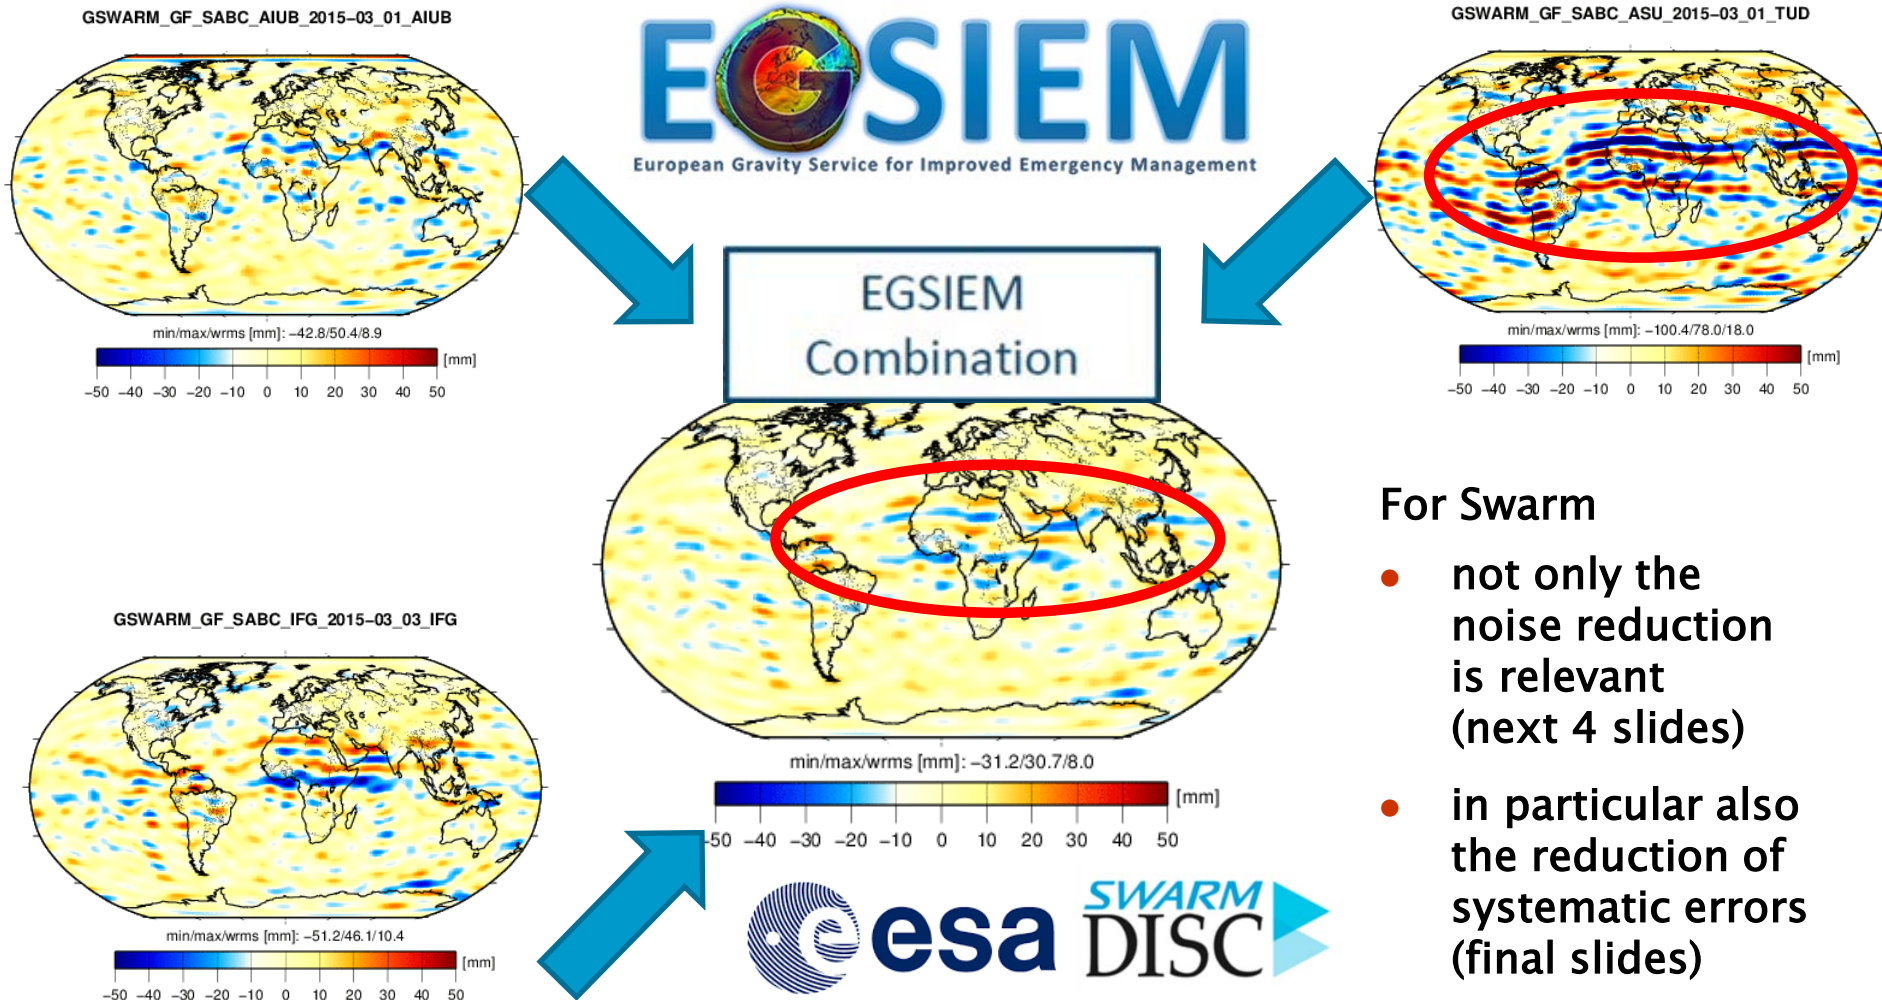 GSWARM_GF_SABC_AIUB_2015-03_01_AIUB
min/max/wrms [mm]: -42.8/50.4/8.9
[mm]
-50 -40 -30 -20 -10 0 10 20 30 40 50
EGSIEM
European Gravity Service for Improved Emergency Management
GSWARM_GF_SABC_ASU_2015-03_01_TUD
min/max/wrms [mm]: -100.4/78.0/18.0
[mm]
-50 -40 -30 -20 -10 0 10 20 30 40 50
EGSIEM
Combination
min/max/wrms [mm]: -31.2/30.7/8.0
[mm]
-50 -40 -30 -20 -10 0 10 20 30 40 50
GSWARM_GF_SABC_IFG_2015-03_03_IFG
min/max/wrms [mm]: -51.2/46.1/10.4
[mm]
-50 -40 -30 -20 -10 0 10 20 30 40 50
esa
SWARM
DISC
For Swarm
• not only the
noise reduction
is relevant
(next 4 slides)
• in particular also
the reduction of
systematic errors
(final slides)